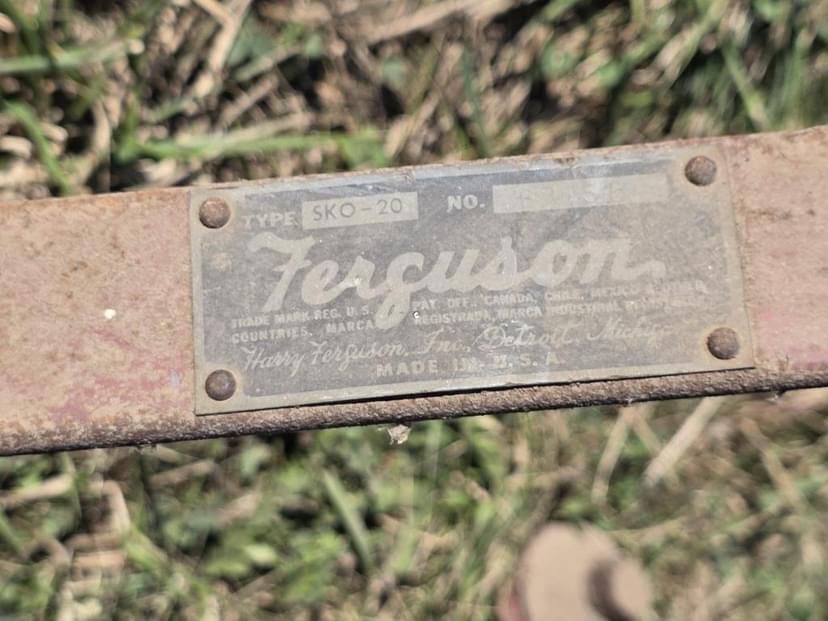 TYPE SKO-20 NO.
Ferguson
TRADE MARK REG. U.S. PAT. OFF., CANADA, CHILE, MEXICO
COUNTRIES. MARCA REGISTRADA, MARCA INDUSTRIAL
Harry Ferguson, Inc., Detroit, Michigan
MADE IN U.S.A.